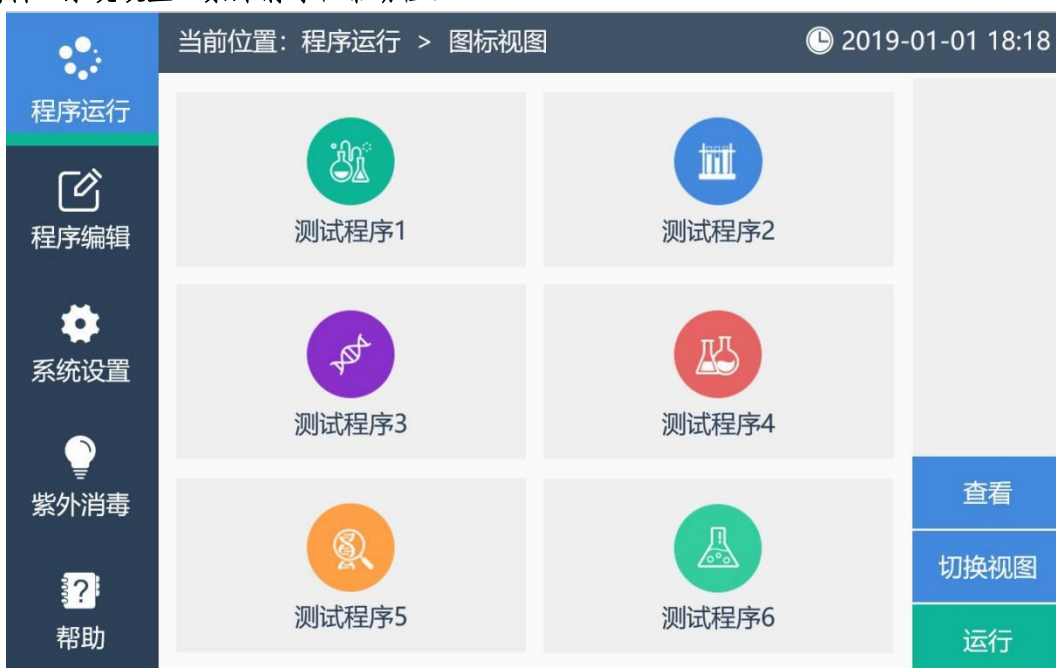 当前位置：程序运行 > 图标视图
2019-01-01 18:18
程序运行
程序编辑
系统设置
紫外消毒
帮助
测试程序1
测试程序2
测试程序3
测试程序4
测试程序5
测试程序6
查看
切换视图
运行